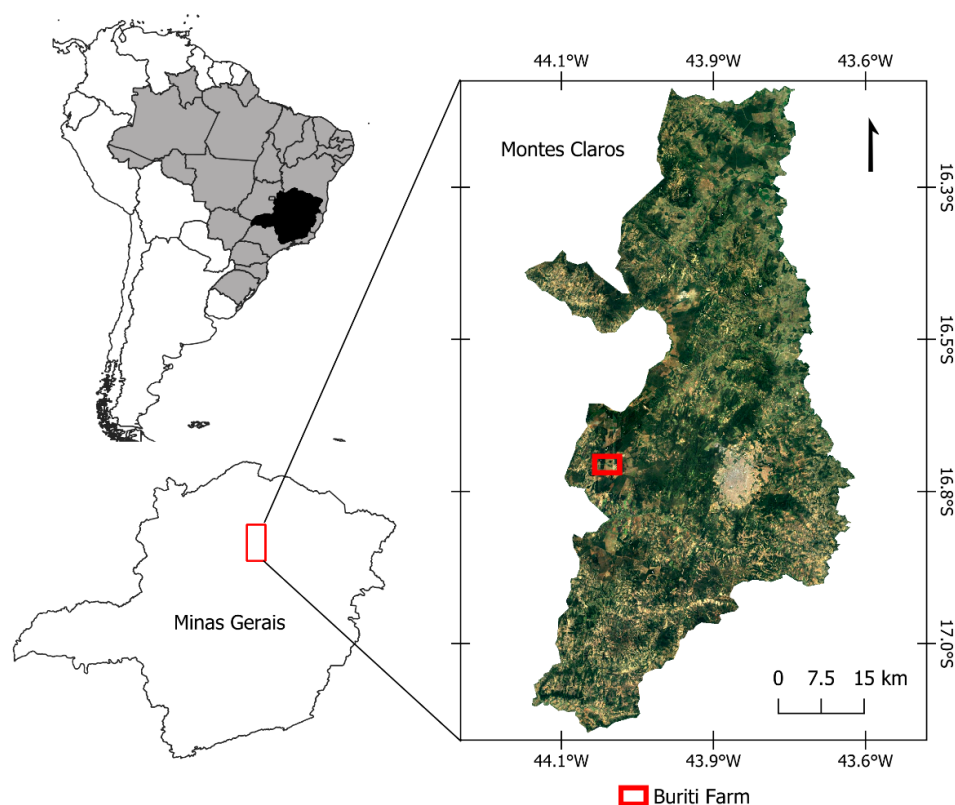 44.1°W 43.9°W 43.6°W
Montes Claros
16.3°S
16.5°S
16.8°S
17.0°S
Minas Gerais
0 7.5 15 km
44.1°W 43.9°W 43.6°W
Buriti Farm